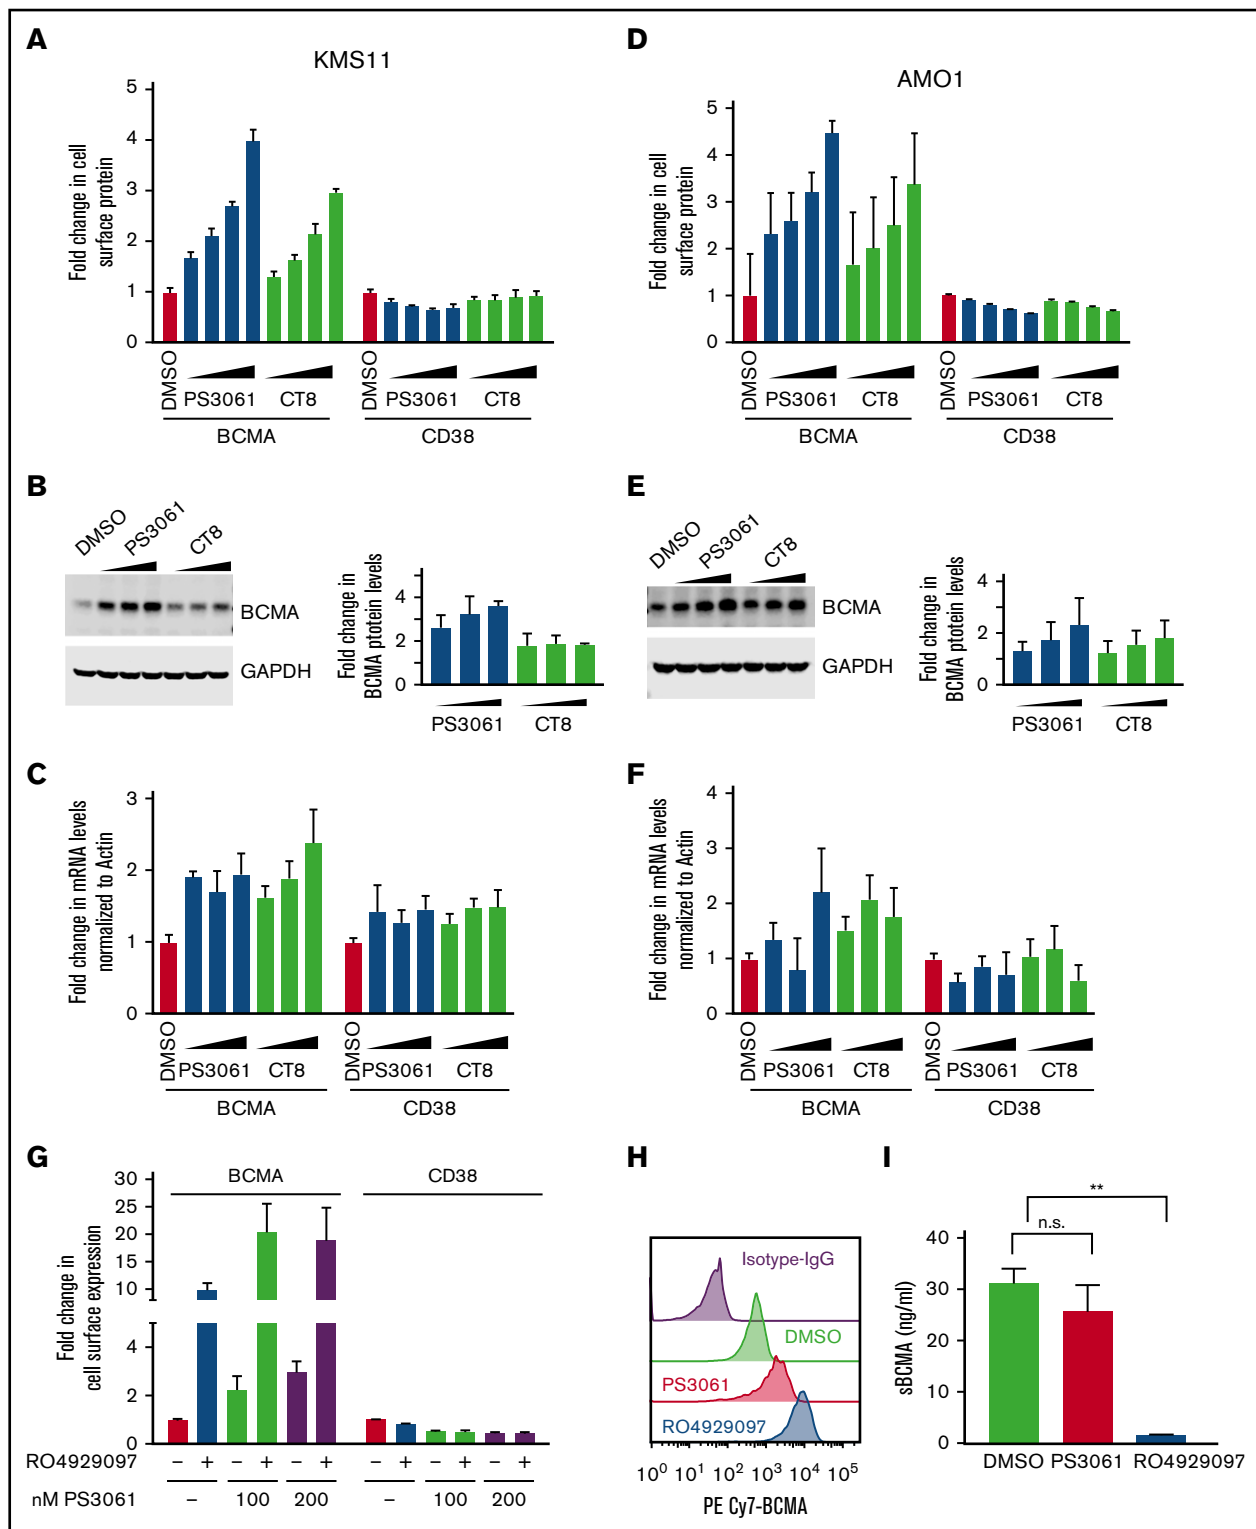 A
KMS11
Fold change in cell
surface protein
5
4
3
2
1
0
DMSO
PS3061
CT8
DMSO
PS3061
CT8
BCMA
CD38
D
AMO1
Fold change in cell
surface protein
5
4
3
2
1
0
DMSO
PS3061
CT8
DMSO
PS3061
CT8
BCMA
CD38
B
DMSO
PS3061
CT8
BCMA
GAPDH
Fold change in
BCMA ptotein levels
4
2
0
PS3061
CT8
E
DMSO
PS3061
CT8
BCMA
GAPDH
Fold change in
BCMA ptotein levels
4
2
0
PS3061
CT8
C
Fold change in mRNA levels
normalized to Actin
3
2
1
0
DMSO
PS3061
CT8
DMSO
PS3061
CT8
BCMA
CD38
F
Fold change in mRNA levels
normalized to Actin
4
3
2
1
0
DMSO
PS3061
CT8
DMSO
PS3061
CT8
BCMA
CD38
G
BCMA
CD38
Fold change in
cell surface expression
30
25
20
15
10
4
2
0
RO4929097 – + – + – + – + – + – +
nM PS3061 – 100 200 – 100 200
H
Isotype-IgG
DMSO
PS3061
RO4929097
10⁰ 10¹ 10² 10³ 10⁴ 10⁵
PE Cy7-BCMA
I
**
n.s.
sBCMA (ng/ml)
40
30
20
10
0
DMSO PS3061 RO4929097